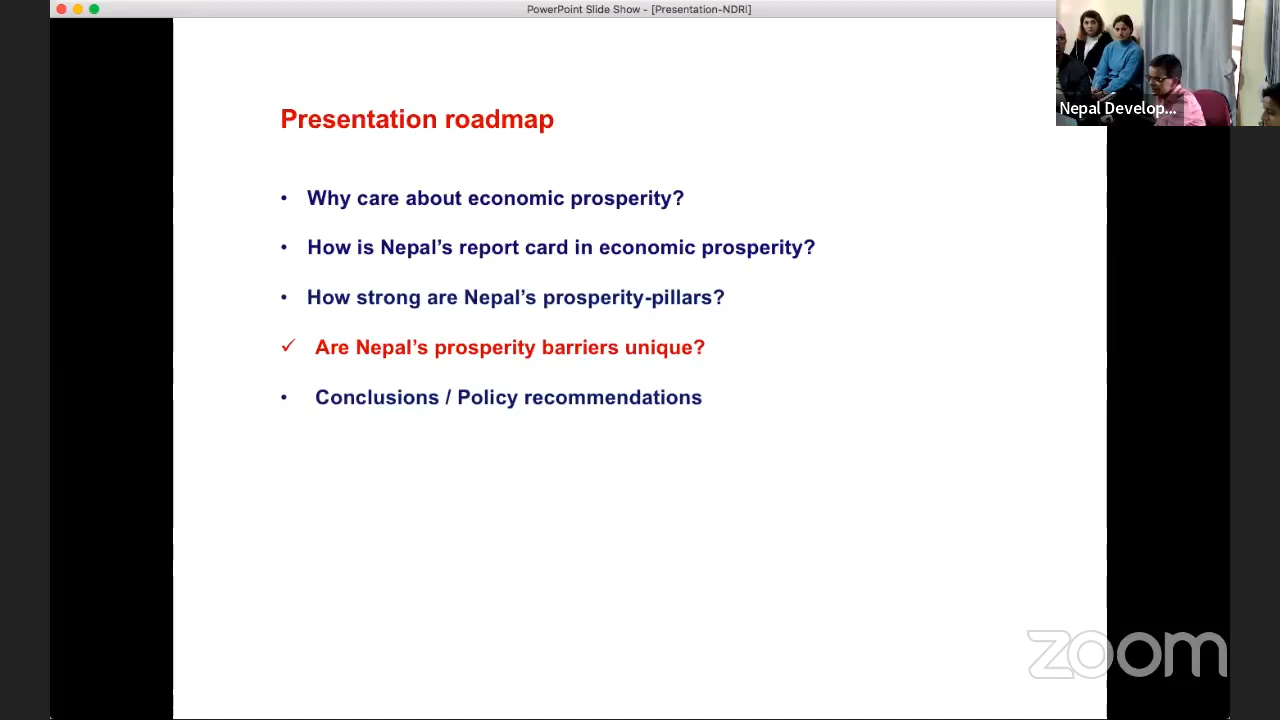 PowerPoint Slide Show - [Presentation-NDRI]
Nepal Develop...
Presentation roadmap
• Why care about economic prosperity?
• How is Nepal's report card in economic prosperity?
• How strong are Nepal's prosperity-pillars?
✓ Are Nepal's prosperity barriers unique?
• Conclusions / Policy recommendations
zoom